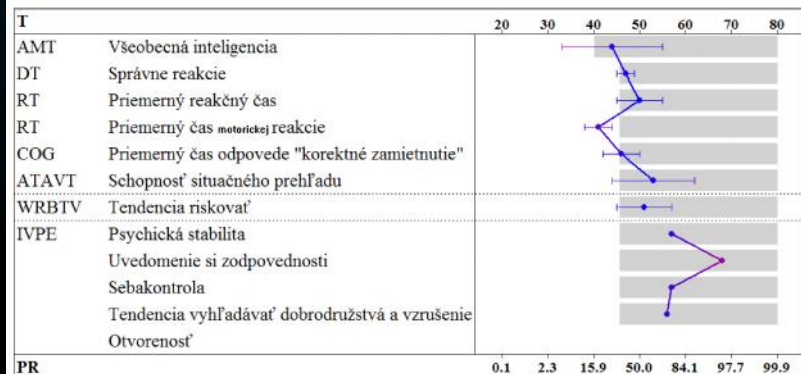 T 20 30 40 50 60 70 80
AMT Všeobecná inteligencia
DT Správne reakcie
RT Priemerný reakčný čas
RT Priemerný čas motorickej reakcie
COG Priemerný čas odpovede "korektné zamietnutie"
ATAVT Schopnosť situačného prehľadu
WRBTV Tendencia riskovať
IVPE Psychická stabilita
Uvedomenie si zodpovednosti
Sebakontrola
Tendencia vyhľadávať dobrodružstvá a vzrušenie
Otvorenosť
PR 0.1 2.3 15.9 50.0 84.1 97.7 99.9